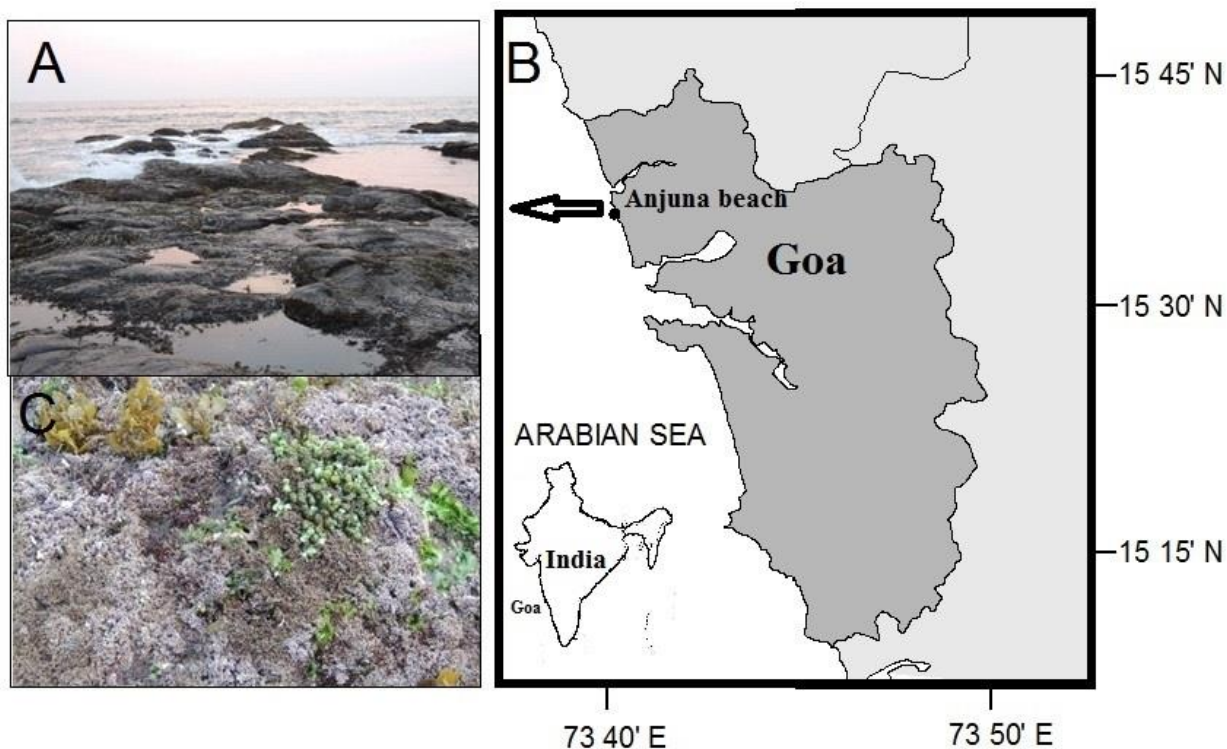 A
B
C
Anjuna beach
Goa
ARABIAN SEA
India
Goa
15 45' N
15 30' N
15 15' N
73 40' E
73 50' E